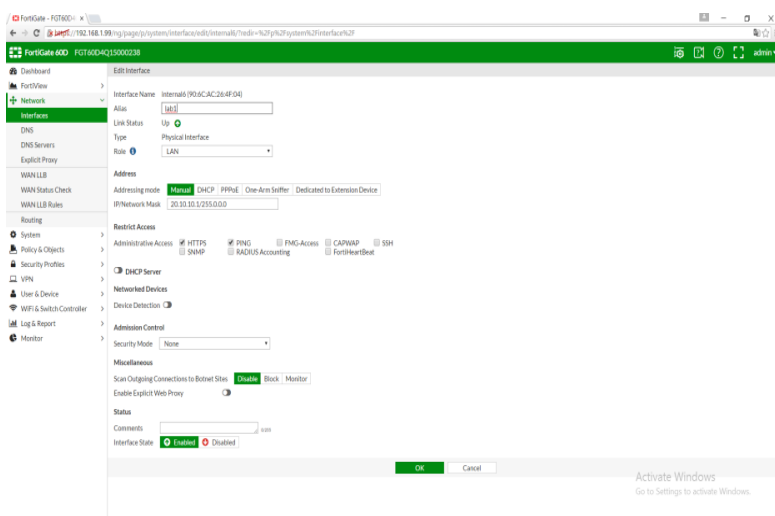 FortiGate - FGT60D4 ×
https://192.168.1.99/ng/page/p/system/interface/edit/internal6/?redir=%2Fp%2Fsystem%2Finterface%2F
FortiGate 60D FGT60D4Q15000238
admin
Dashboard
FortiView
Network
Interfaces
DNS
DNS Servers
Explicit Proxy
WAN LLB
WAN Status Check
WAN LLB Rules
Routing
System
Policy & Objects
Security Profiles
VPN
User & Device
WiFi & Switch Controller
Log & Report
Monitor
Edit Interface
Interface Name internal6 (90:6C:AC:26:4F:04)
Alias lab1
Link Status Up
Type Physical Interface
Role LAN
Address
Addressing mode Manual DHCP PPPoE One-Arm Sniffer Dedicated to Extension Device
IP/Network Mask 20.10.10.1/255.0.0.0
Restrict Access
Administrative Access HTTPS PING FMG-Access CAPWAP SSH
SNMP RADIUS Accounting FortiHeartBeat
DHCP Server
Networked Devices
Device Detection
Admission Control
Security Mode None
Miscellaneous
Scan Outgoing Connections to Botnet Sites Disable Block Monitor
Enable Explicit Web Proxy
Status
Comments
Interface State Enabled Disabled
OK Cancel
Activate Windows
Go to Settings to activate Windows.